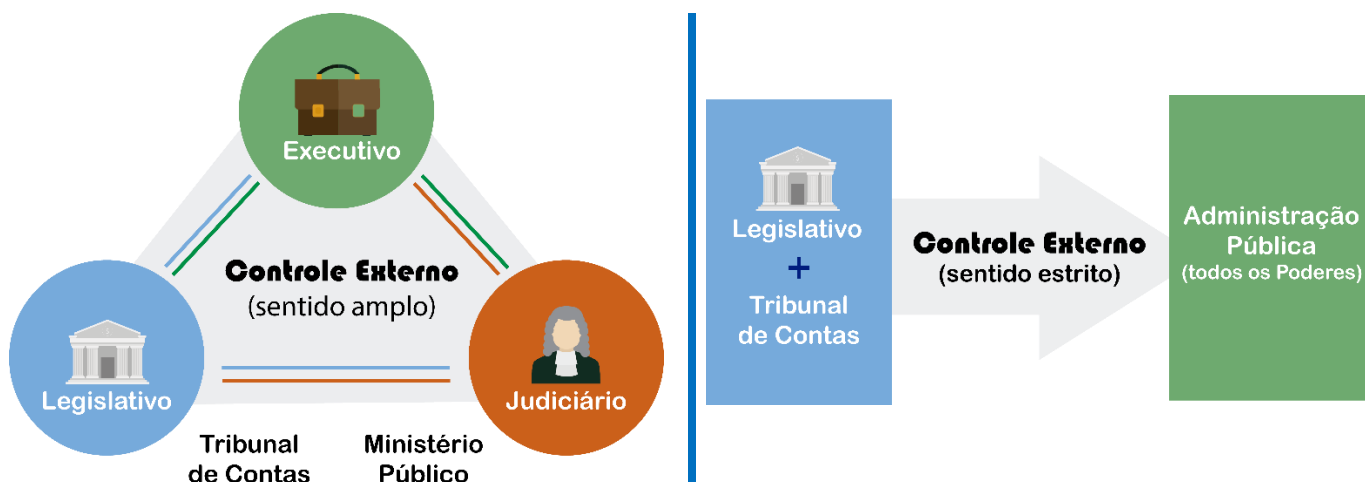 Executivo
Controle Externo
(sentido amplo)
Legislativo
Judiciário
Tribunal
de Contas
Ministério
Público
Legislativo
+
Tribunal
de Contas
Controle Externo
(sentido estrito)
Administração
Pública
(todos os Poderes)